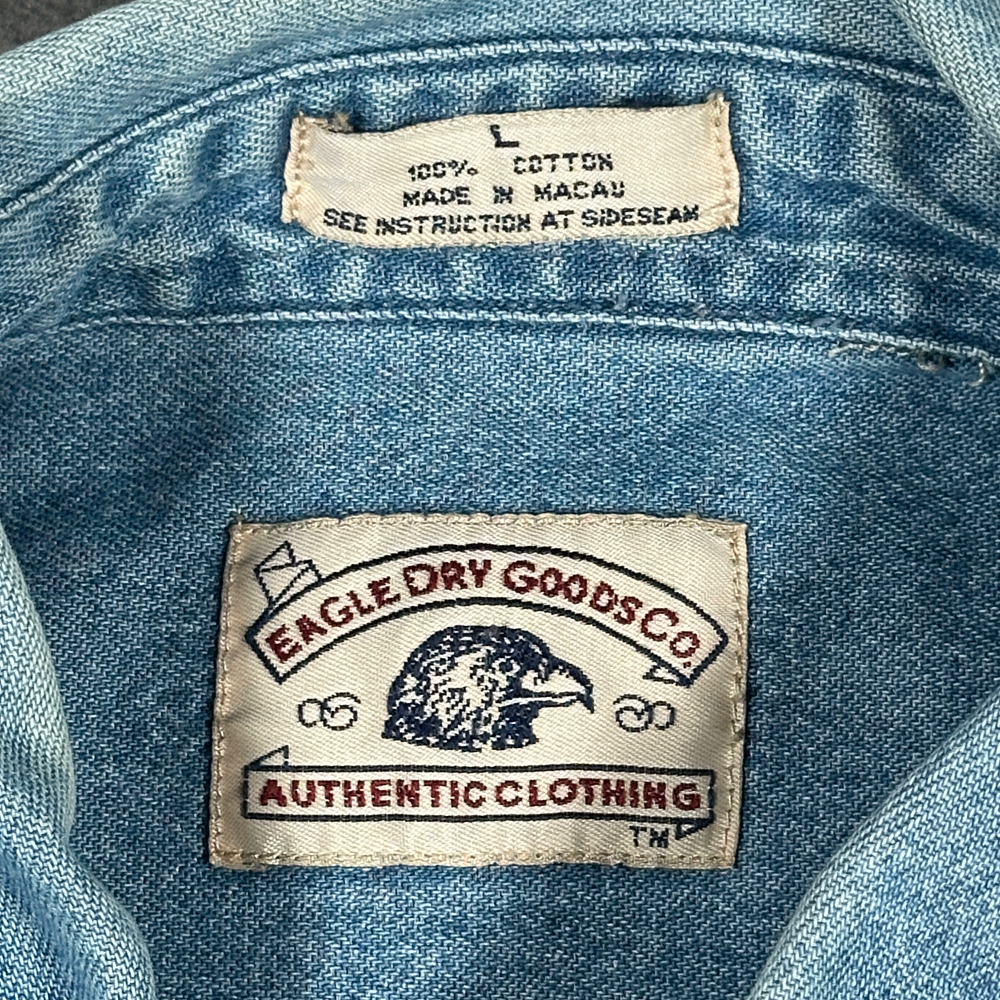 L
100% COTTON
MADE IN MACAU
SEE INSTRUCTION AT SIDESEAM
EAGLE DRY GOODS CO.
AUTHENTIC CLOTHING
TM